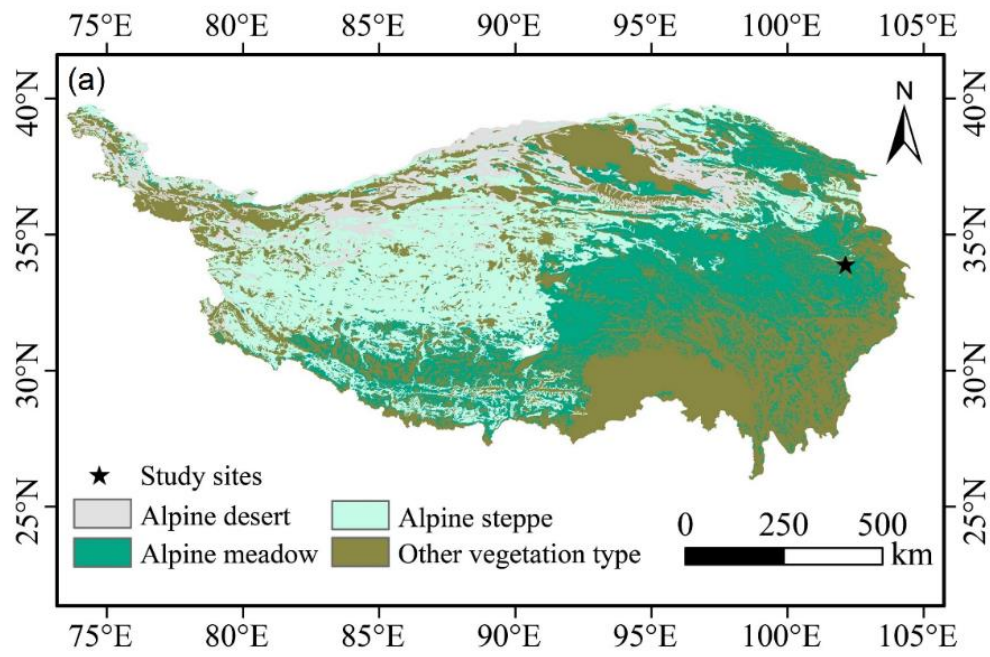 75°E 80°E 85°E 90°E 95°E 100°E 105°E
(a)
N
40°N 40°N
35°N 35°N
30°N 30°N
25°N 25°N
Study sites
Alpine desert Alpine steppe
Alpine meadow Other vegetation type
0 250 500
km
75°E 80°E 85°E 90°E 95°E 100°E 105°E